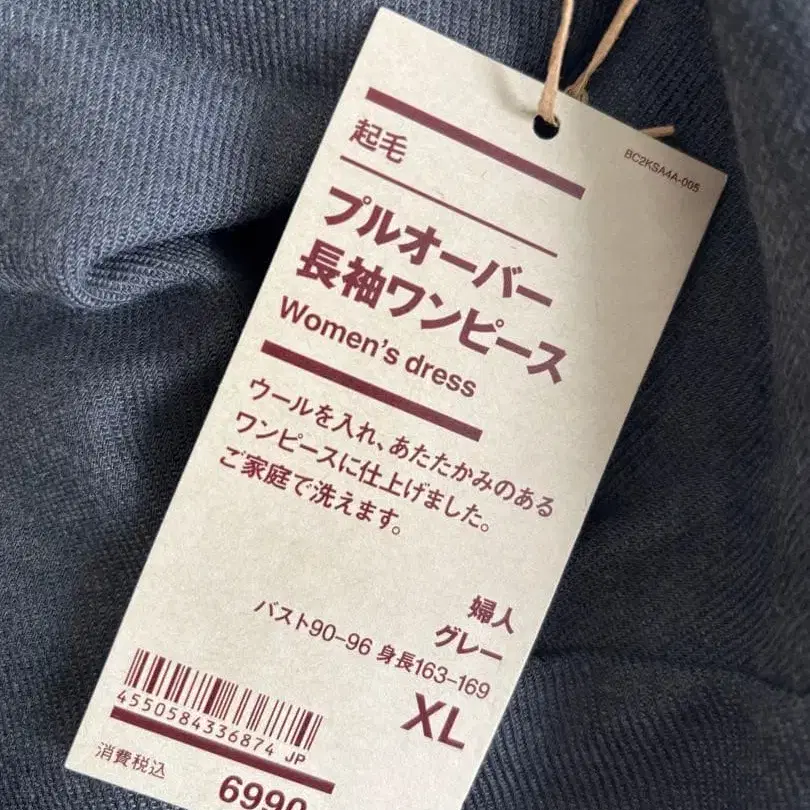 BC2KSA4A-005
起毛
プルオーバー
長袖ワンピース
Women's dress
ウールを入れ、あたたかみのある
ワンピースに仕上げました。
ご家庭で洗えます。
婦人
グレー
バスト90-96 身長163-169
XL
4550584336874 JP
消費税込
6990